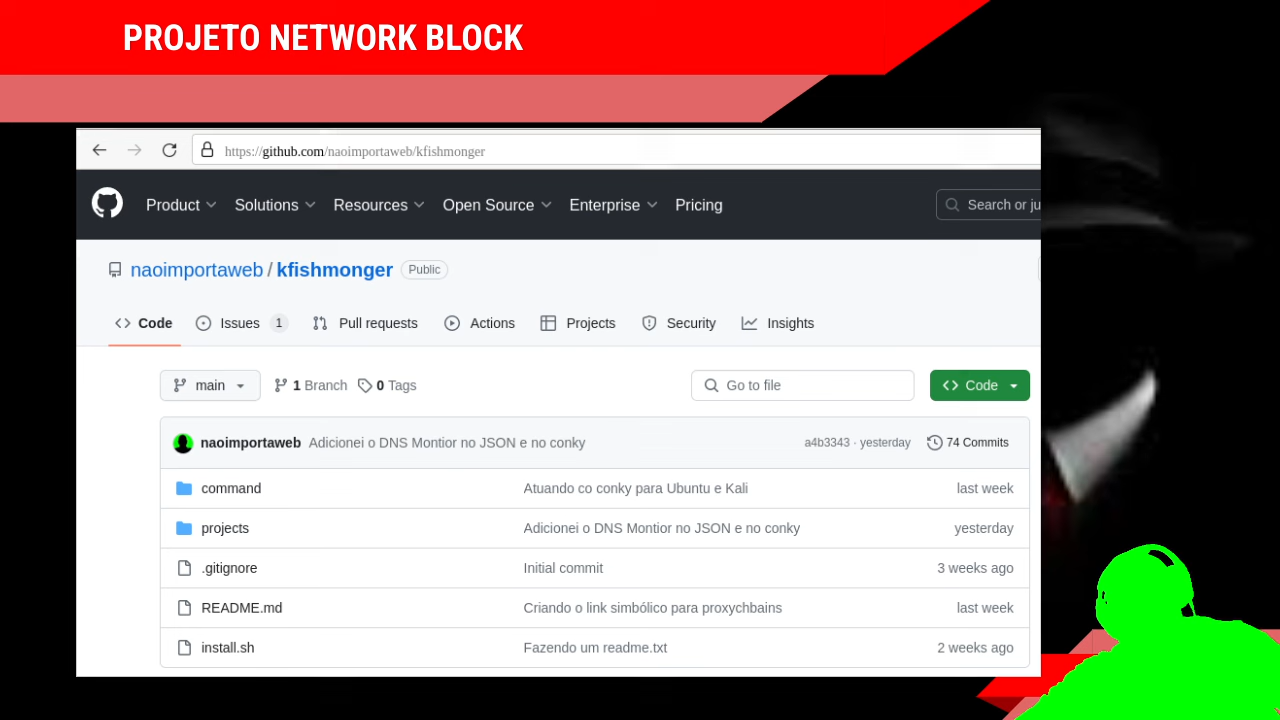 PROJETO NETWORK BLOCK
https://github.com/naoimportaweb/kfishmonger
Product Solutions Resources Open Source Enterprise Pricing Search or ju
naoimportaweb / kfishmonger Public
Code Issues 1 Pull requests Actions Projects Security Insights
main 1 Branch 0 Tags Go to file Code
naoimportaweb Adicionei o DNS Montior no JSON e no conky a4b3343 · yesterday 74 Commits
command Atuando co conky para Ubuntu e Kali last week
projects Adicionei o DNS Montior no JSON e no conky yesterday
.gitignore Initial commit 3 weeks ago
README.md Criando o link simbólico para proxychbains last week
install.sh Fazendo um readme.txt 2 weeks ago